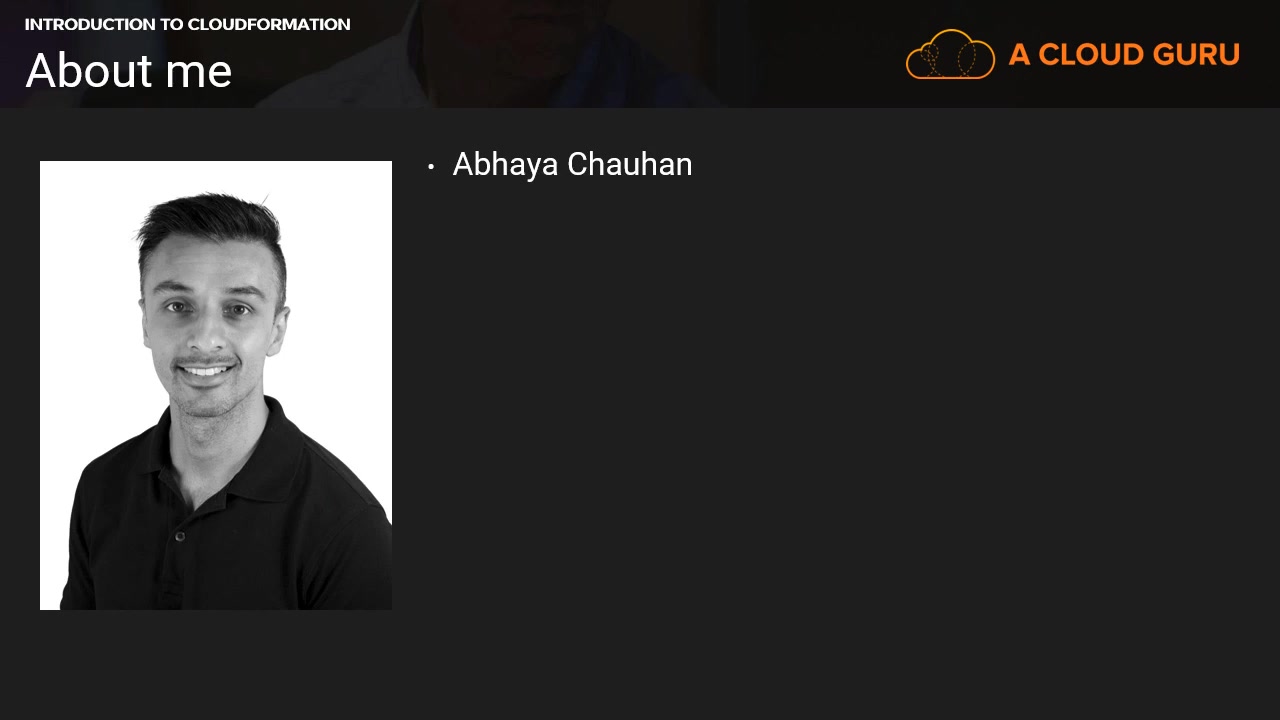 INTRODUCTION TO CLOUDFORMATION
About me
A CLOUD GURU
• Abhaya Chauhan